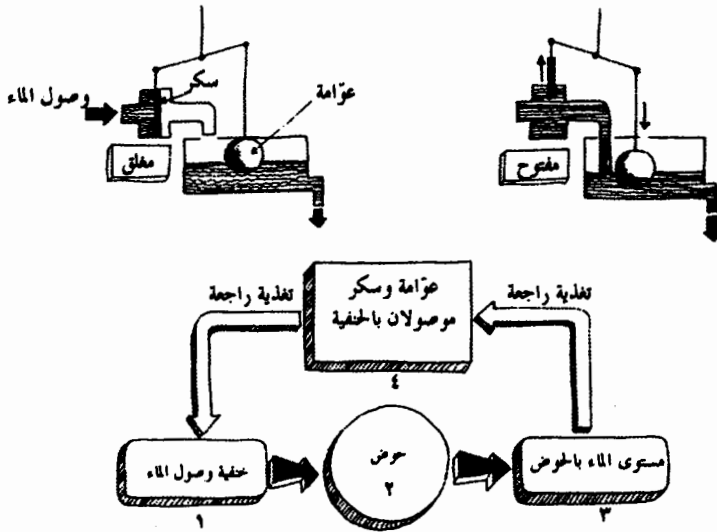 سكر
وصول الماء
عوّامة
مغلق
مفتوح
عوّامة وسكر
موصولان بالحنفية
٤
تغذية راجعة
تغذية راجعة
حنفية وصول الماء
١
حوض
٢
مستوى الماء بالحوض
٣